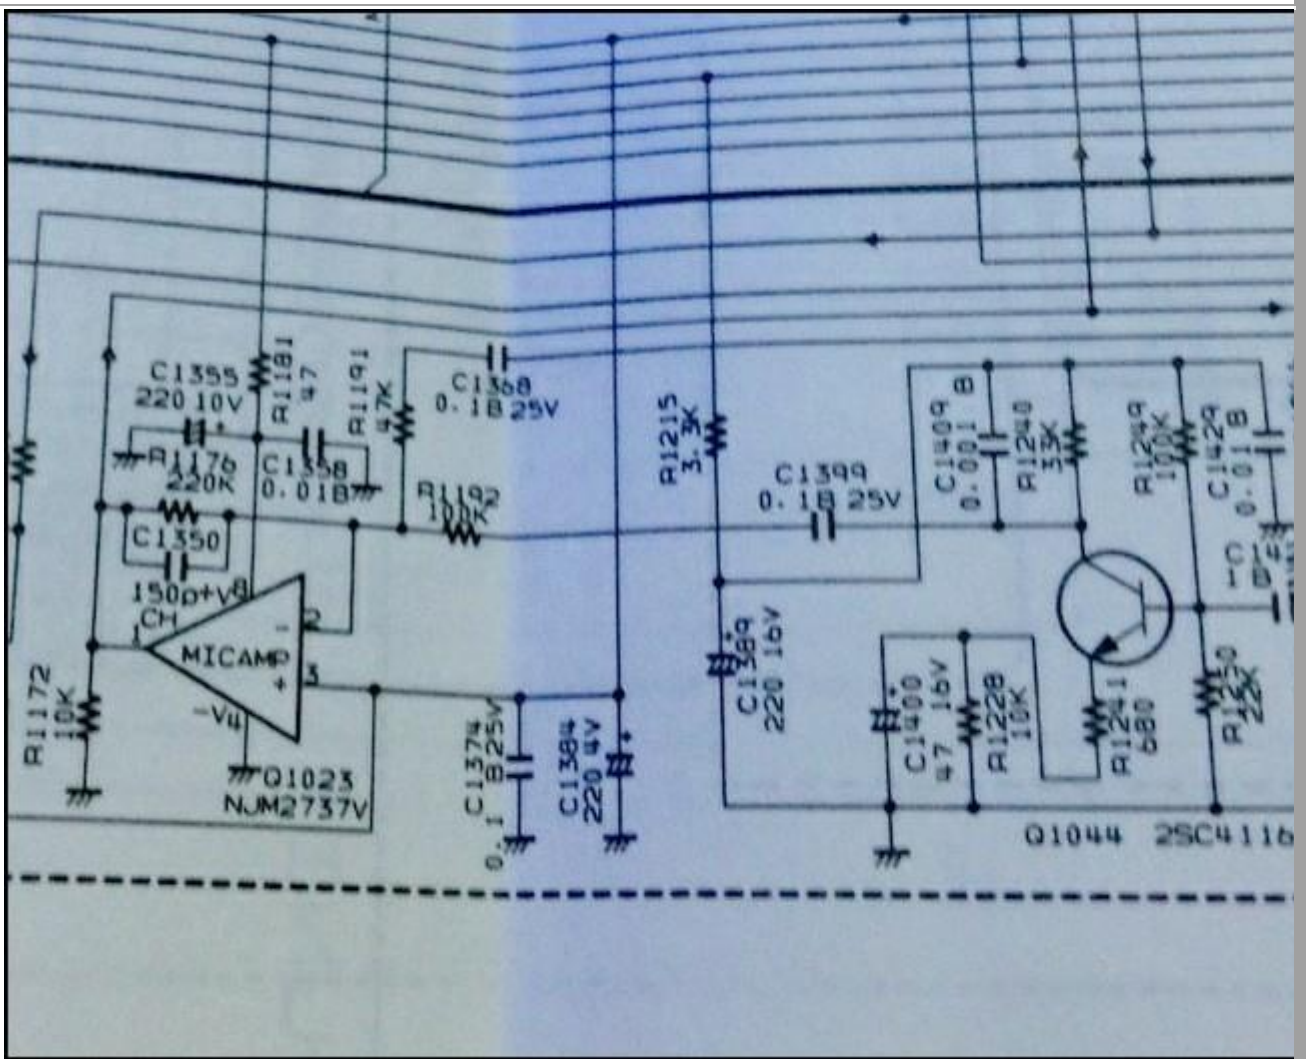 C1355
220 10V
+
R1181
47
R1191
47K
C1368
0.1B 25V
R1176
220K
C1358
0.01B
R1192
C1350
150p
CH
+V
8
1
2
-
MICAMP
3
+
-V
4
Q1023
NJM2737V
R1172
10K
C1374
0.1 B25V
C1384
220 4V
+
R1215
3.3K
C1399
0.1B 25V
C1389
220 16V
+
C1409
0.001 B
R1240
33K
R1249
100K
C1429
0.01 B
C1400
47 16V
+
R1228
10K
R1241
680
R1250
22K
Q1044 2SC4116